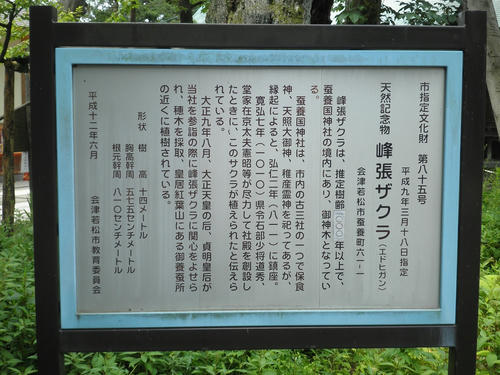 市指定文化財　第八十五号
平成九年三月十八日指定
天然記念物　峰張ザクラ（エドヒガン）
会津若松市蚕養町六－一
峰張ザクラは、推定樹齢一〇〇〇年以上で、
蚕養国神社の境内にあり、御神木となってい
る。
蚕養国神社は、市内の古三社の一つで保食
神、天照大御神、稚産霊神を祀ってあるが、
縁起によると、弘仁二年（八一一）に鎮座。
寛弘七年（一〇一〇）県令石部少将道秀、
堂家在京太夫憲昭等が尽力して社殿を創設し
たときに、このサクラが植えられたと伝えら
れている。
大正九年八月、大正天皇の后、貞明皇后が
当社を参詣の際に峰張ザクラに関心をよせら
れ、穂木を採取、皇居紅葉山にある御養蚕所
の近くに植樹されている。
形状　樹高　十四メートル
胸高幹周　五七五センチメートル
根元幹周　八一〇センチメートル
平成十二年六月
会津若松市教育委員会